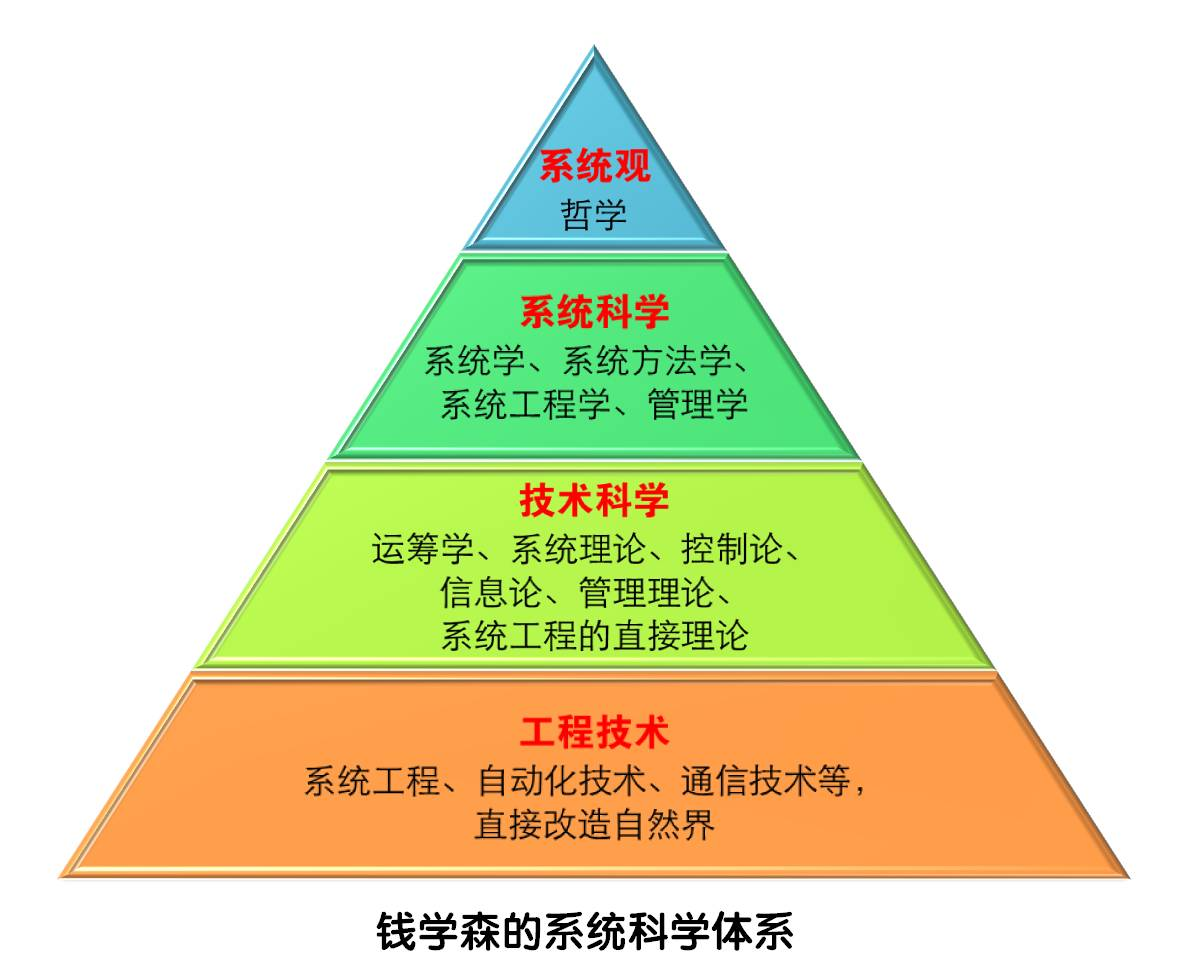 系统观
哲学
系统科学
系统学、系统方法学、
系统工程学、管理学
技术科学
运筹学、系统理论、控制论、
信息论、管理理论、
系统工程的直接理论
工程技术
系统工程、自动化技术、通信技术等，
直接改造自然界
钱学森的系统科学体系